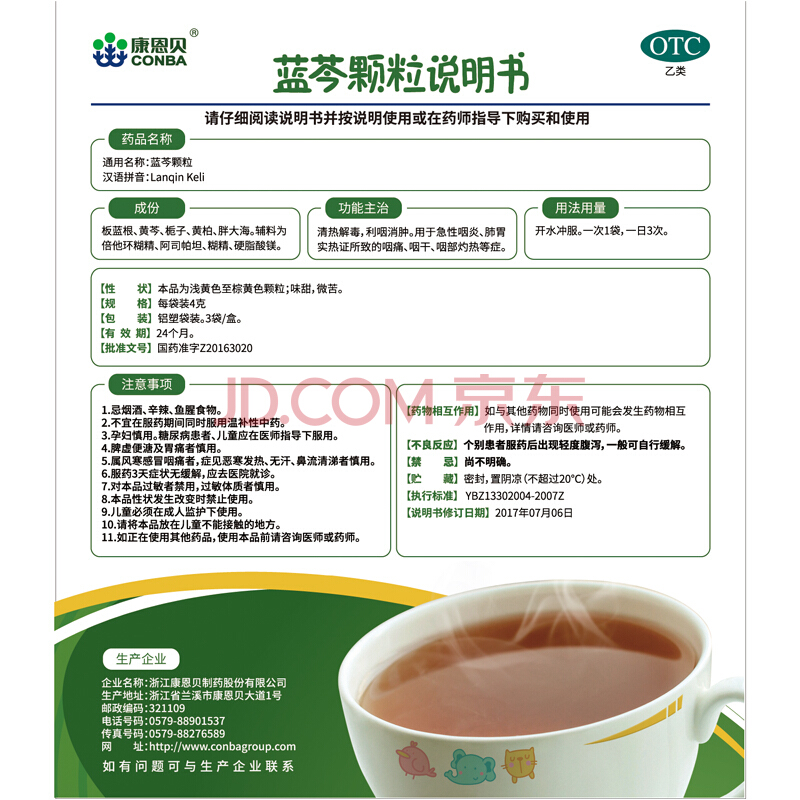 康恩贝®
CONBA
OTC
乙类
蓝芩颗粒说明书
请仔细阅读说明书并按说明使用或在药师指导下购买和使用
药品名称
通用名称:蓝芩颗粒
汉语拼音:Lanqin Keli
成份
板蓝根、黄芩、栀子、黄柏、胖大海。辅料为
倍他环糊精、阿司帕坦、糊精、硬脂酸镁。
功能主治
清热解毒,利咽消肿。用于急性咽炎、肺胃
实热证所致的咽痛、咽干、咽部灼热等症。
用法用量
开水冲服。一次1袋,一日3次。
【性 状】 本品为浅黄色至棕黄色颗粒;味甜,微苦。
【规 格】 每袋装4克
【包 装】 铝塑袋装。3袋/盒。
【有 效 期】 24个月。
【批准文号】 国药准字Z20163020
JD.COM 京东
注意事项
1.忌烟酒、辛辣、鱼腥食物。
2.不宜在服药期间同时服用温补性中药。
3.孕妇慎用。糖尿病患者、儿童应在医师指导下服用。
4.脾虚便溏及胃痛者慎用。
5.属风寒感冒咽痛者,症见恶寒发热、无汗、鼻流清涕者慎用。
6.服药3天症状无缓解,应去医院就诊。
7.对本品过敏者禁用,过敏体质者慎用。
8.本品性状发生改变时禁止使用。
9.儿童必须在成人监护下使用。
10.请将本品放在儿童不能接触的地方。
11.如正在使用其他药品,使用本品前请咨询医师或药师。
【药物相互作用】 如与其他药物同时使用可能会发生药物相互
作用,详情请咨询医师或药师。
【不良反应】 个别患者服药后出现轻度腹泻,一般可自行缓解。
【禁 忌】 尚不明确。
【贮 藏】 密封,置阴凉(不超过20℃)处。
【执行标准】 YBZ13302004-2007Z
【说明书修订日期】 2017年07月06日
生产企业
企业名称:浙江康恩贝制药股份有限公司
生产地址:浙江省兰溪市康恩贝大道1号
邮政编码:321109
电话号码:0579-88901537
传真号码:0579-88276589
网 址:http://www.conbagroup.com
如有问题可与生产企业联系